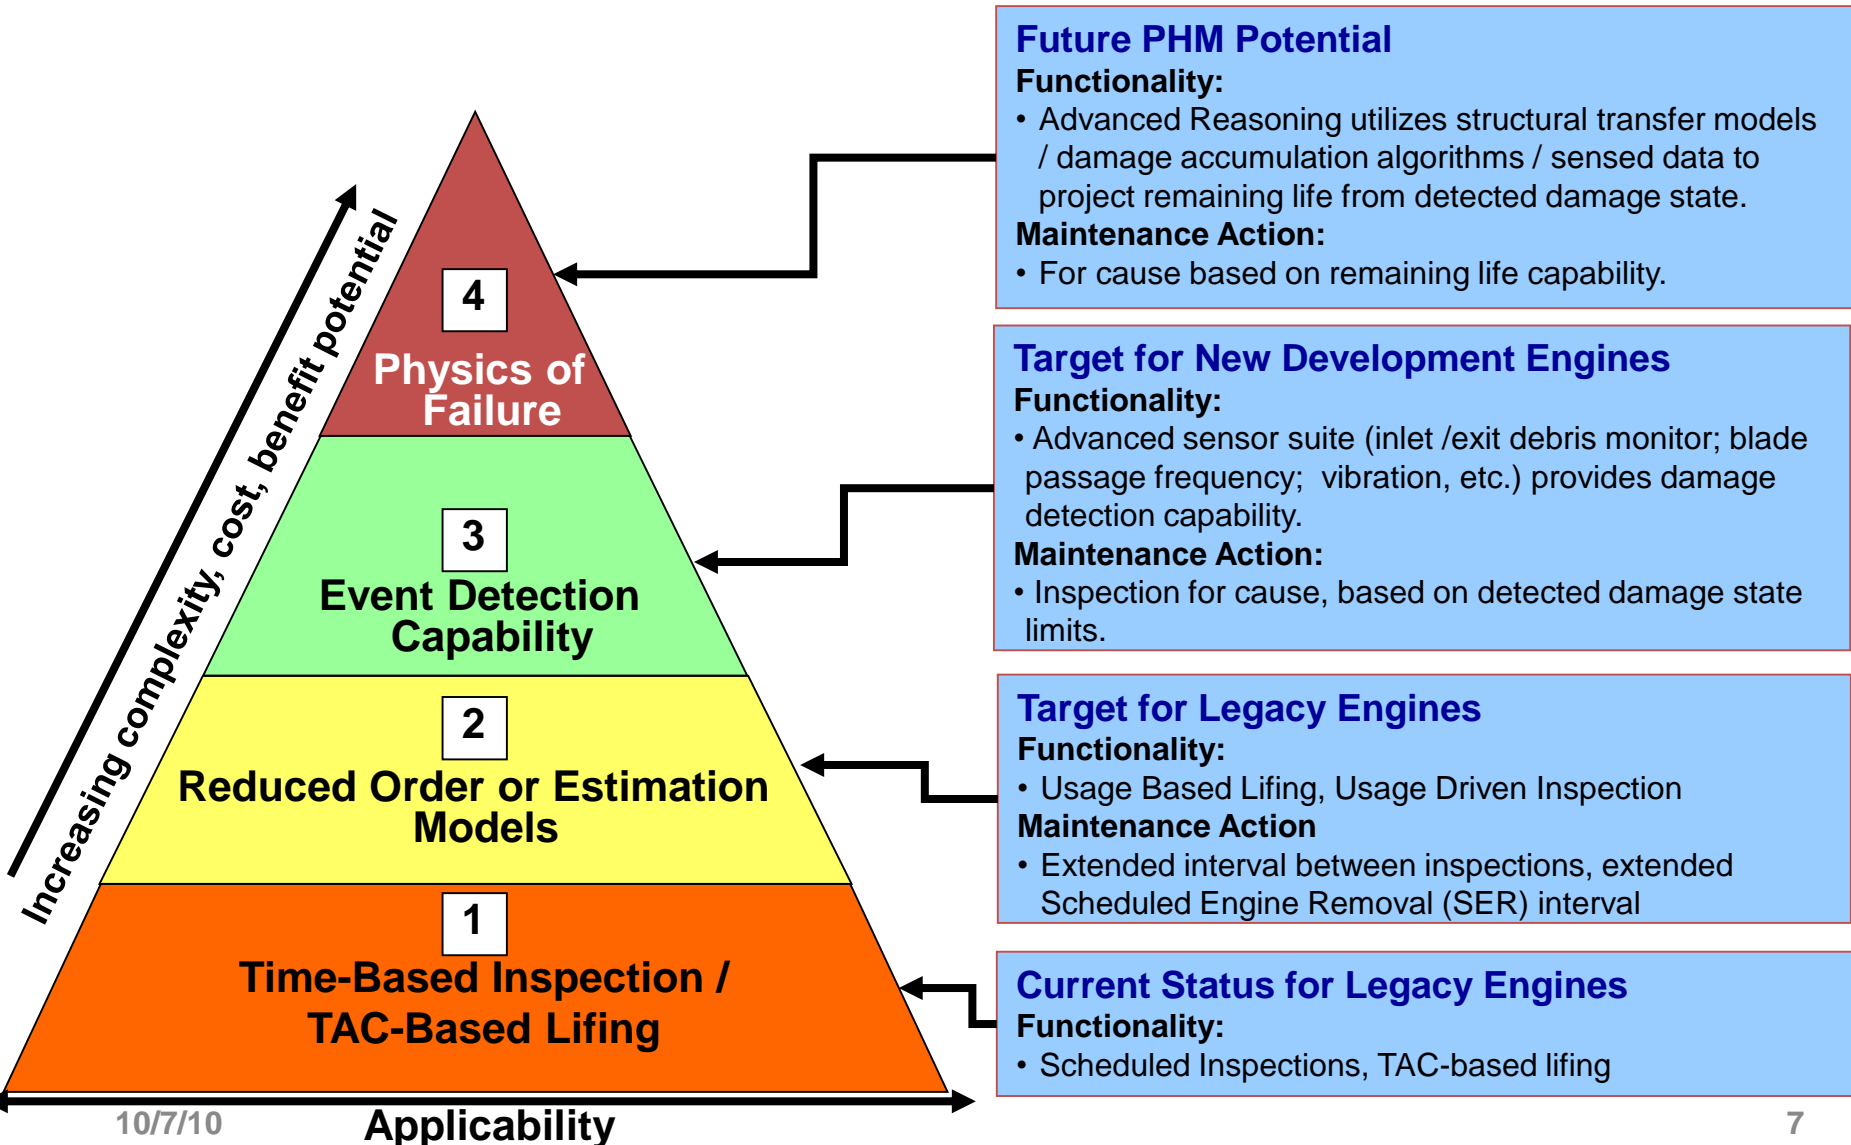 Increasing complexity, cost, benefit potential
4
Physics of
Failure
3
Event Detection
Capability
2
Reduced Order or Estimation
Models
1
Time-Based Inspection /
TAC-Based Lifing
Applicability
Future PHM Potential
Functionality:
• Advanced Reasoning utilizes structural transfer models
/ damage accumulation algorithms / sensed data to
project remaining life from detected damage state.
Maintenance Action:
• For cause based on remaining life capability.
Target for New Development Engines
Functionality:
• Advanced sensor suite (inlet /exit debris monitor; blade
passage frequency; vibration, etc.) provides damage
detection capability.
Maintenance Action:
• Inspection for cause, based on detected damage state
limits.
Target for Legacy Engines
Functionality:
• Usage Based Lifing, Usage Driven Inspection
Maintenance Action
• Extended interval between inspections, extended
Scheduled Engine Removal (SER) interval
Current Status for Legacy Engines
Functionality:
• Scheduled Inspections, TAC-based lifing
10/7/10
7